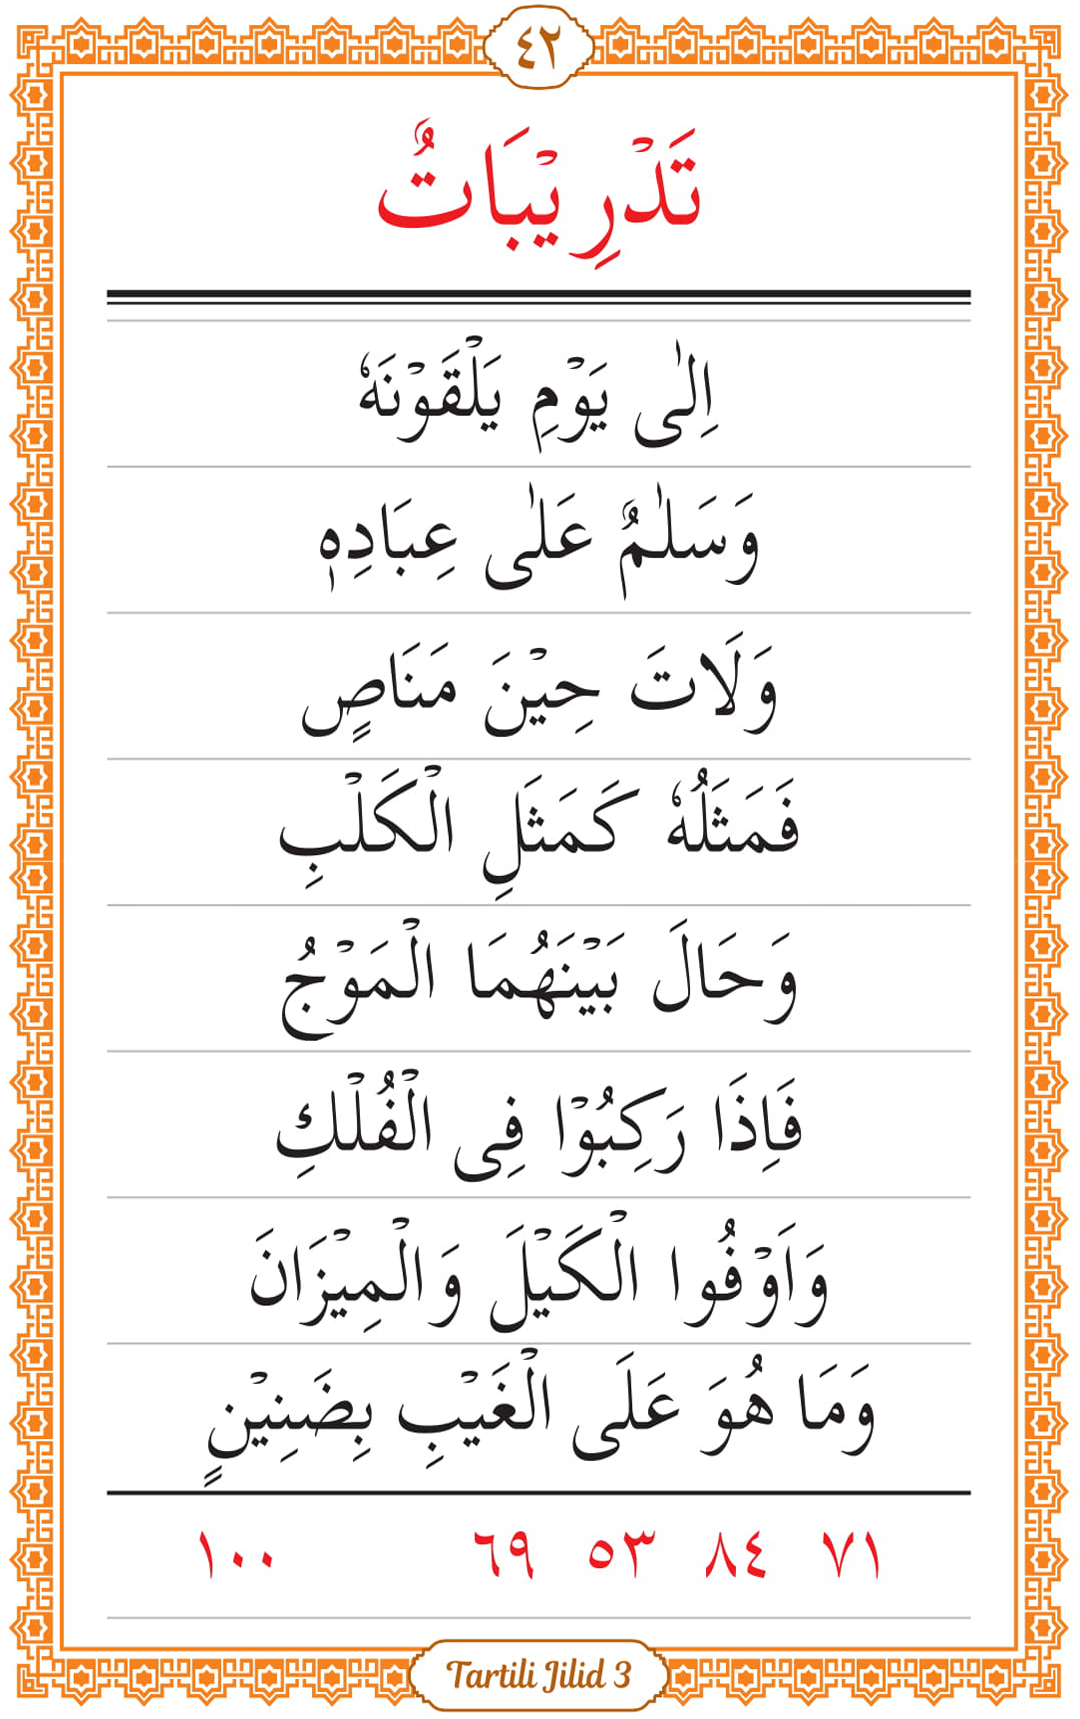 ٤٢
تَدْرِيْبَاتٌ
اِلٰى يَوْمِ يَلْقَوْنَهٗ
وَسَلٰمٌ عَلٰى عِبَادِهٖ
وَلَاتَ حِيْنَ مَنَاصٍ
فَمَثَلُهٗ كَمَثَلِ الْكَلْبِ
وَحَالَ بَيْنَهُمَا الْمَوْجُ
فَاِذَا رَكِبُوْا فِى الْفُلْكِ
وَاَوْفُوا الْكَيْلَ وَالْمِيْزَانَ
وَمَا هُوَ عَلَى الْغَيْبِ بِضَنِيْنٍ
٧١ ٨٤ ٥٣ ٦٩ ١٠٠
Tartili Jilid 3